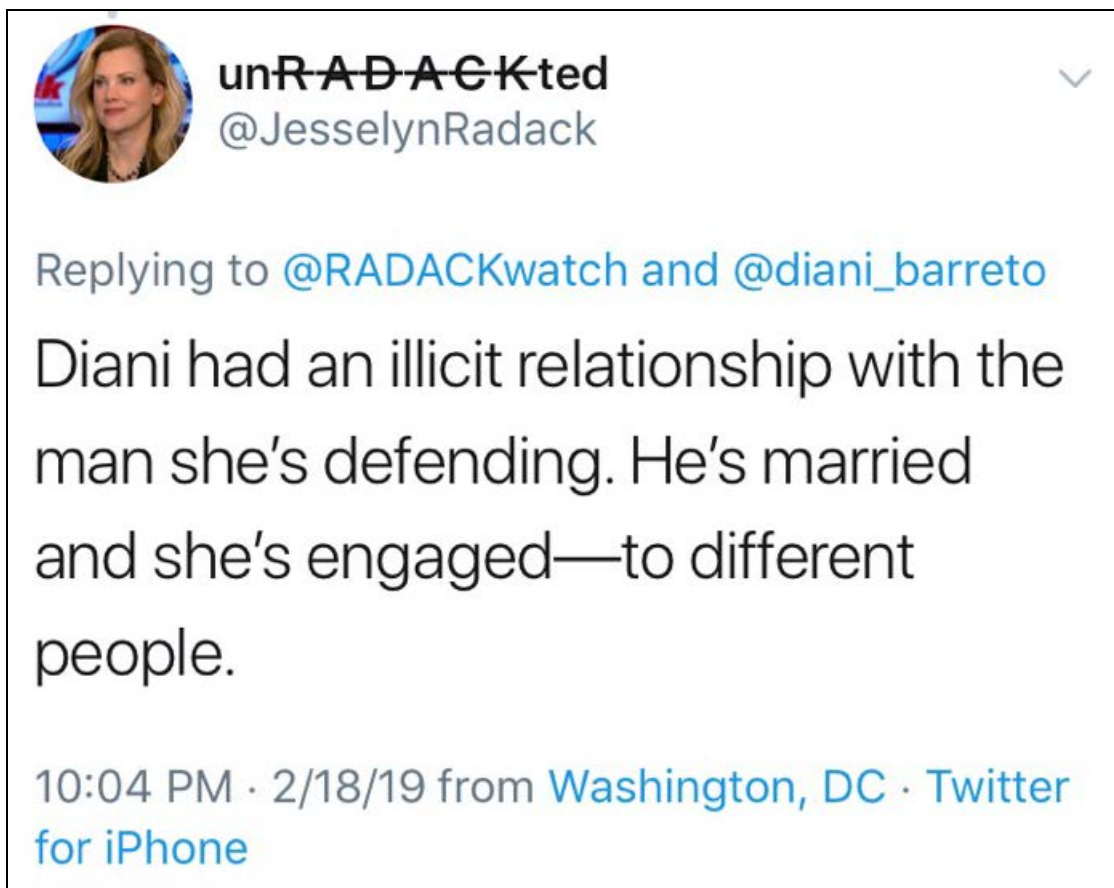 unRADACKted
@JesselynRadack
Replying to @RADACKwatch and @diani_barreto
Diani had an illicit relationship with the
man she's defending. He's married
and she's engaged—to different
people.
10:04 PM · 2/18/19 from Washington, DC · Twitter
for iPhone